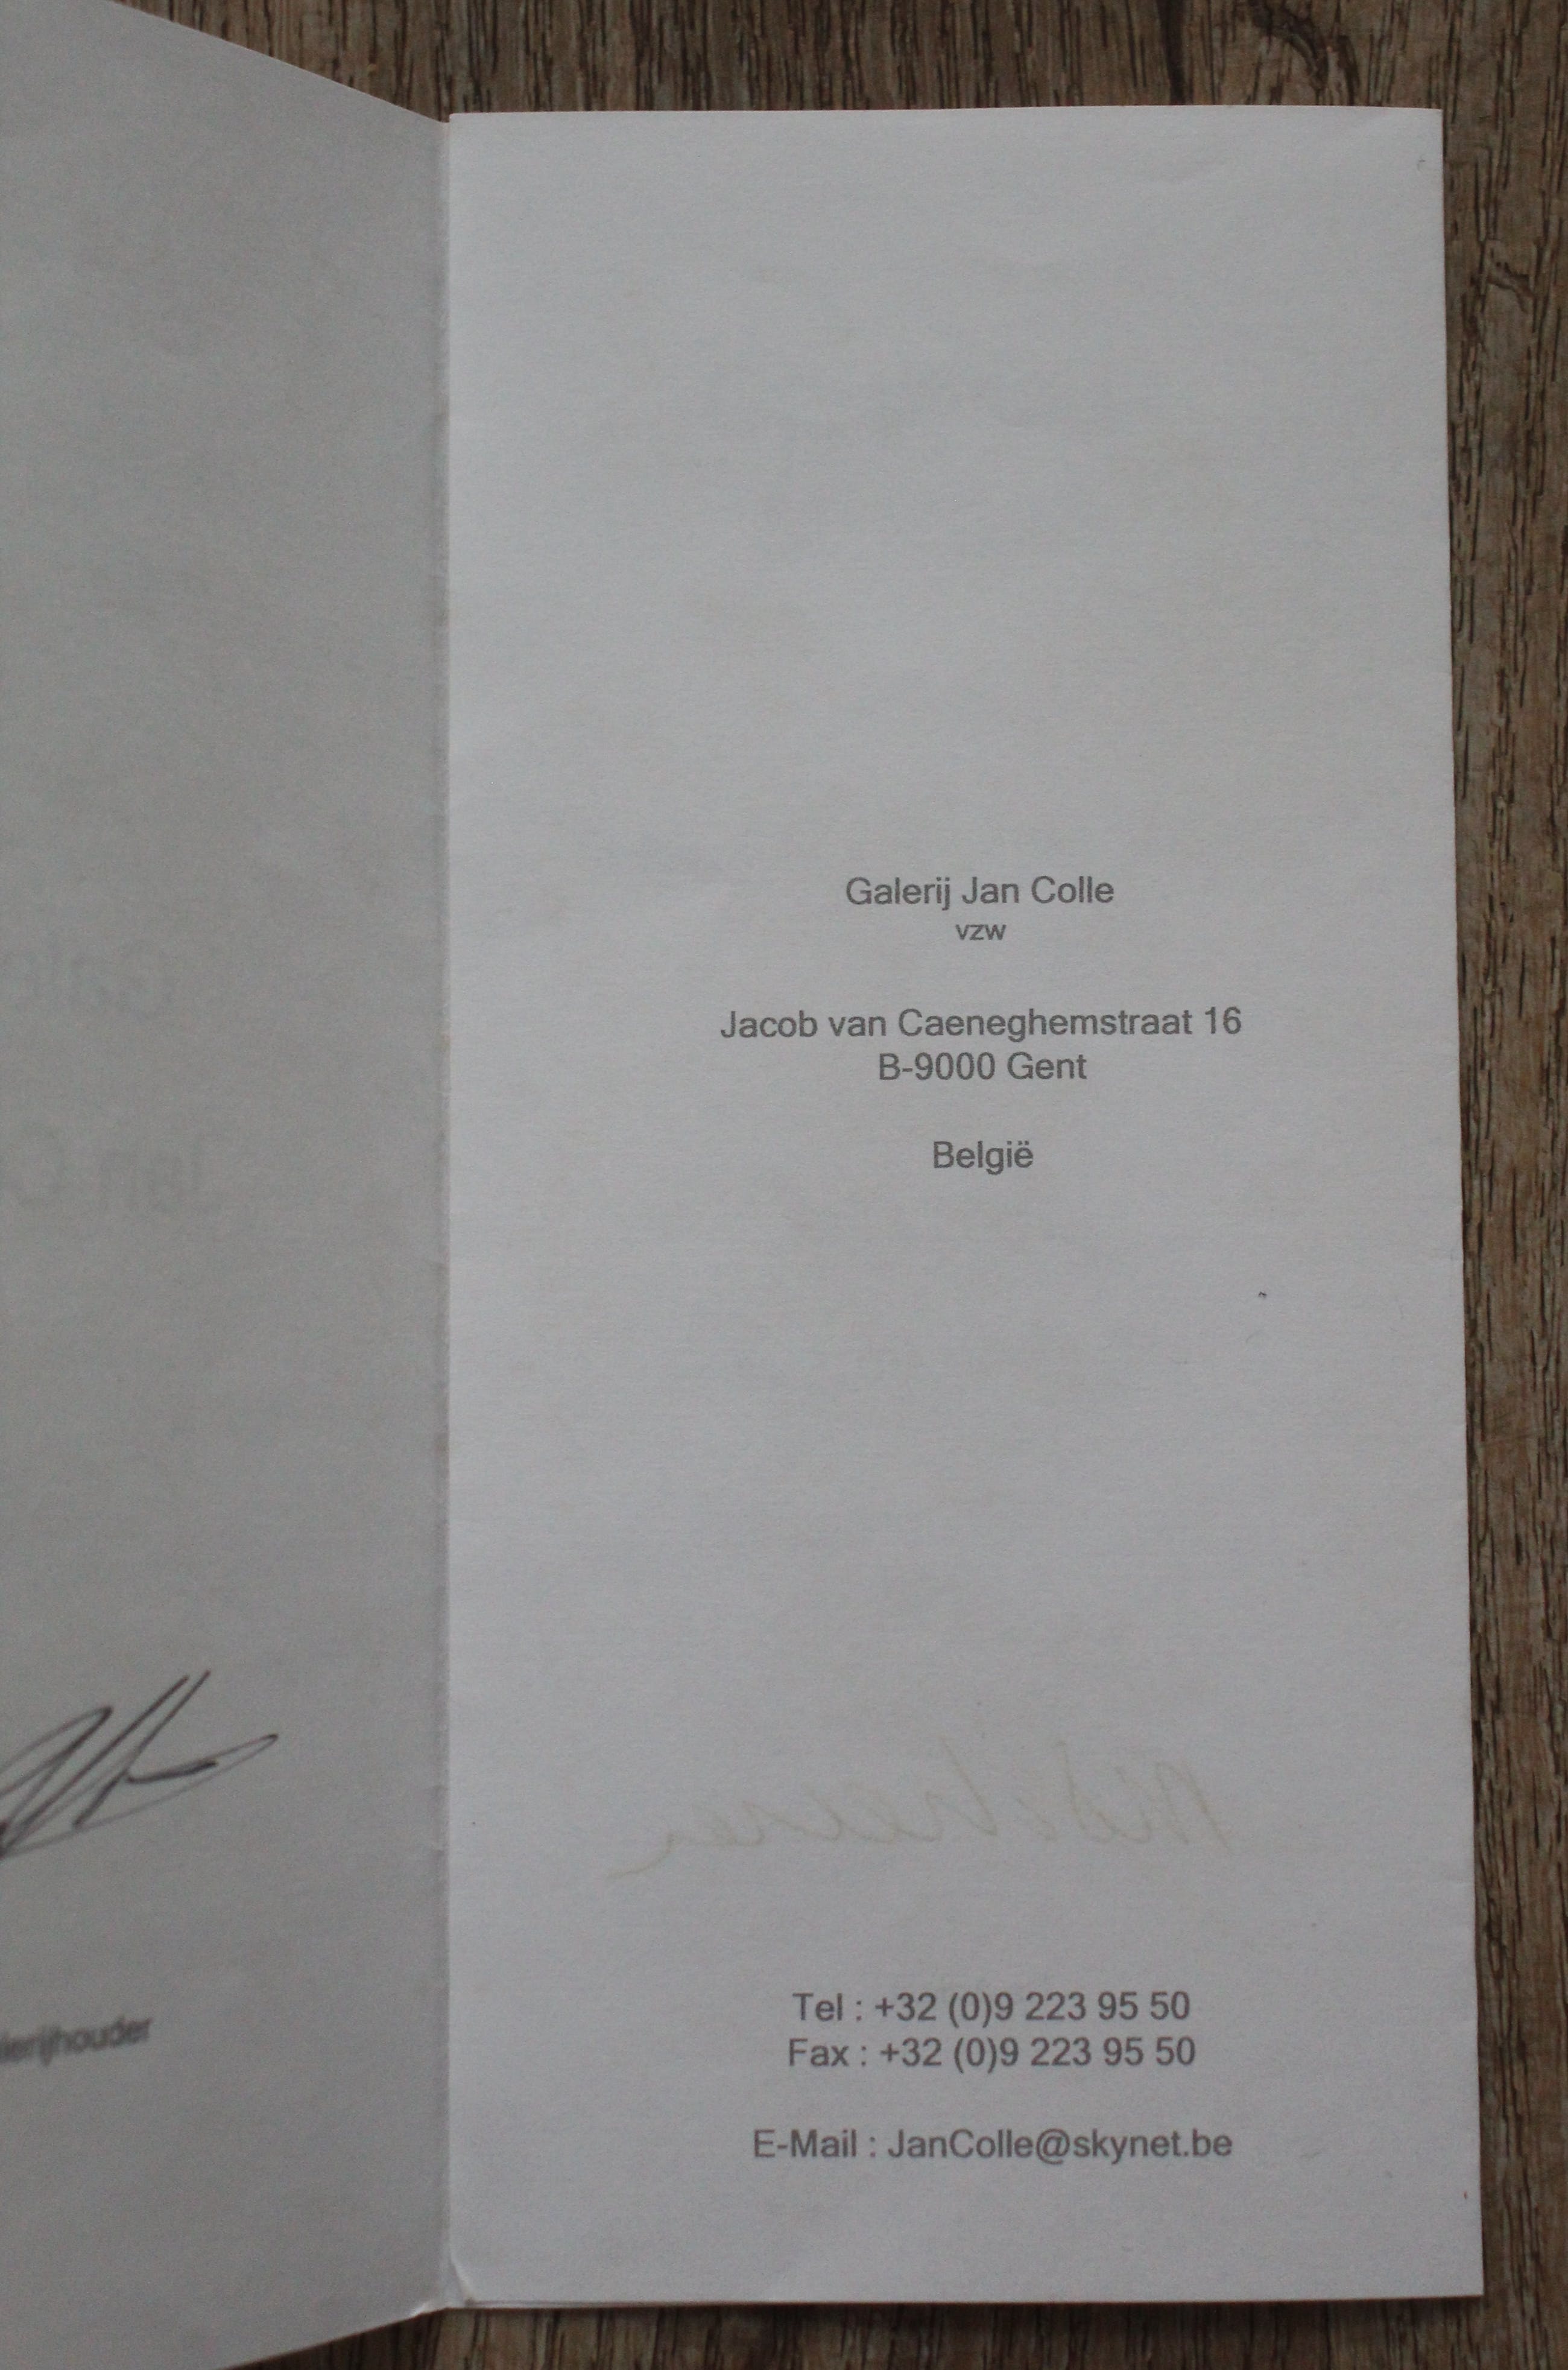 Galerij Jan Colle
vzw
Jacob van Caeneghemstraat 16
B-9000 Gent
België
Tel : +32 (0)9 223 95 50
Fax : +32 (0)9 223 95 50
E-Mail : JanColle@skynet.be